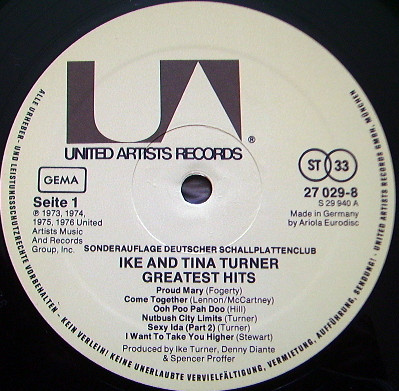 UA
®
UNITED ARTISTS RECORDS
GEMA
ST 33
Seite 1
27 029-8
S 29 940 A
℗ 1973, 1974,
1975, 1976 United
Artists Music
And Records
Group, Inc.
Made in Germany
by Ariola Eurodisc
SONDERAUFLAGE DEUTSCHER SCHALLPLATTENCLUB
IKE AND TINA TURNER
GREATEST HITS
Proud Mary (Fogerty)
Come Together (Lennon/McCartney)
Ooh Poo Pah Doo (Hill)
Nutbush City Limits (Turner)
Sexy Ida (Part 2) (Turner)
I Want To Take You Higher (Stewart)
Produced by Ike Turner, Denny Diante
& Spencer Proffer
ALLE URHEBER- UND LEISTUNGSSCHUTZRECHTE VORBEHALTEN - KEIN VERLEIH! KEINE UNERLAUBTE VERVIELFÄLTIGUNG, VERMIETUNG, AUFFÜHRUNG, SENDUNG! - UNITED ARTISTS RECORDS GMBH, MÜNCHEN